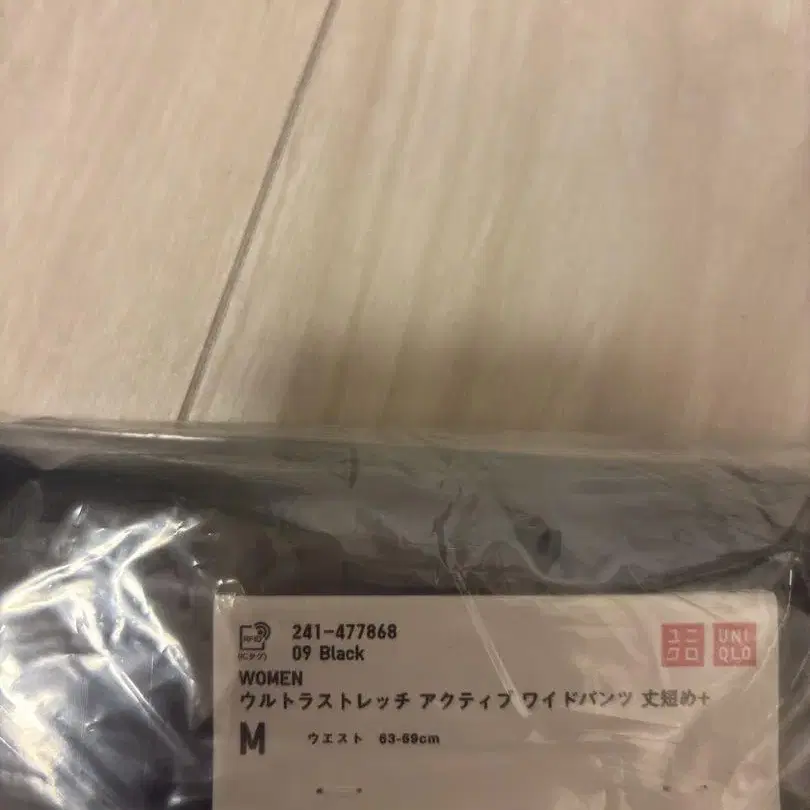 RFID
(ICタグ)
241-477868
09 Black
ユニクロ
UNIQLO
WOMEN
ウルトラストレッチ アクティブ ワイドパンツ 丈短め+
M ウエスト 63-69cm